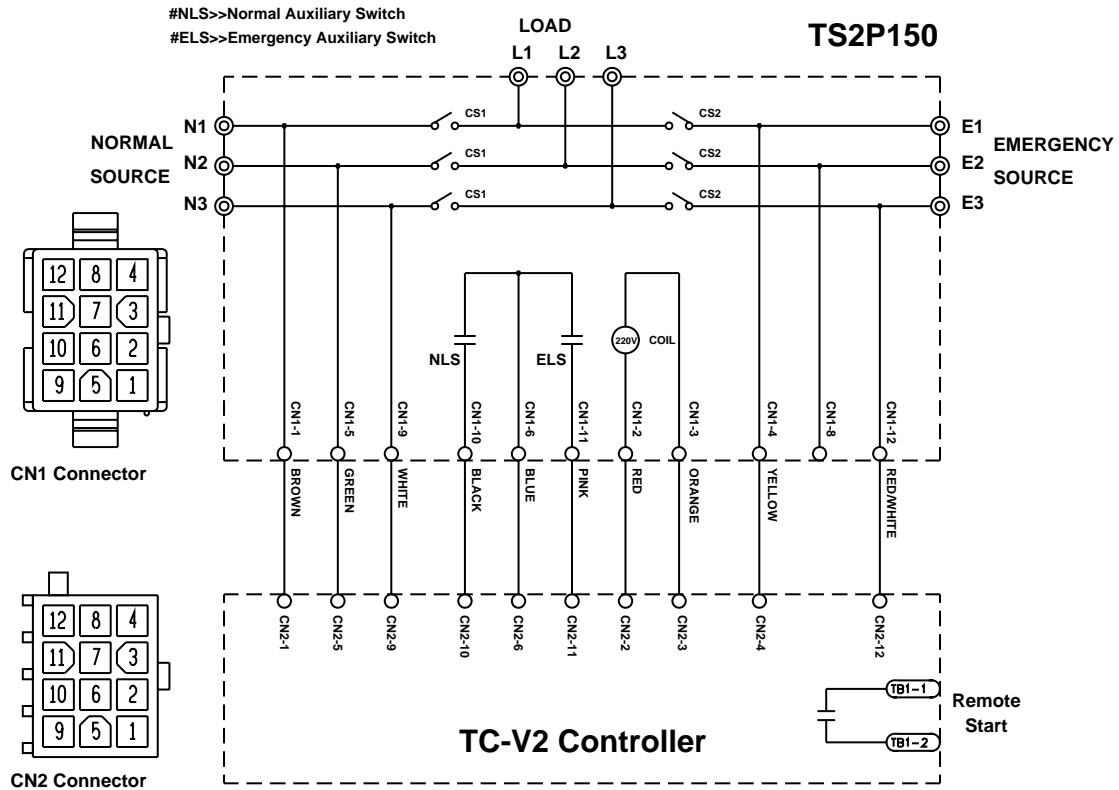 #NLS>>Normal Auxiliary Switch
#ELS>>Emergency Auxiliary Switch
LOAD
TS2P150
L1 L2 L3
N1 CS1 CS2 E1
NORMAL
SOURCE
N2 CS1 CS2 E2
EMERGENCY
SOURCE
N3 CS1 CS2 E3
12 8 4
11 7 3
10 6 2
9 5 1
CN1 Connector
NLS
ELS
220V
COIL
CN1-1
CN1-5
CN1-9
CN1-10
CN1-6
CN1-11
CN1-2
CN1-3
CN1-4
CN1-8
CN1-12
BROWN
GREEN
WHITE
BLACK
BLUE
PINK
RED
ORANGE
YELLOW
RED/WHITE
CN2-1
CN2-5
CN2-9
CN2-10
CN2-6
CN2-11
CN2-2
CN2-3
CN2-4
CN2-12
12 8 4
11 7 3
10 6 2
9 5 1
CN2 Connector
TC-V2 Controller
TB1-1
TB1-2
Remote
Start